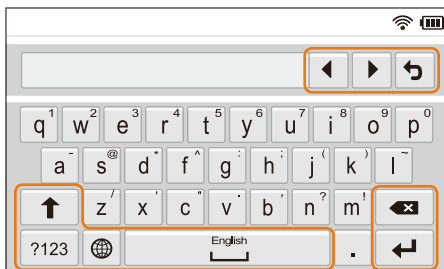 q 1 w 2 e 3 r 4 t 5 y 6 u 7 i 8 o 9 p 0
a - s @ d * f ^ g : h ; j ( k ) l ~
z / x ' c " v . b , n ? m !
?123 English .